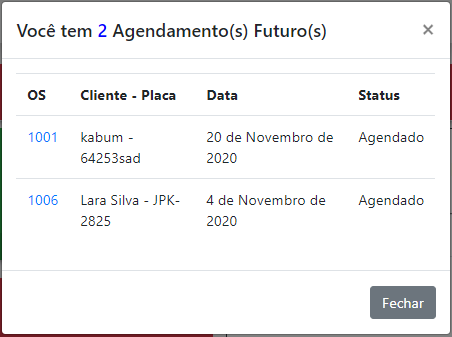 Você tem 2 Agendamento(s) Futuro(s) ×
OS Cliente - Placa Data Status
1001 kabum - 20 de Novembro de Agendado
64253sad 2020
1006 Lara Silva - JPK- 4 de Novembro de Agendado
2825 2020
Fechar